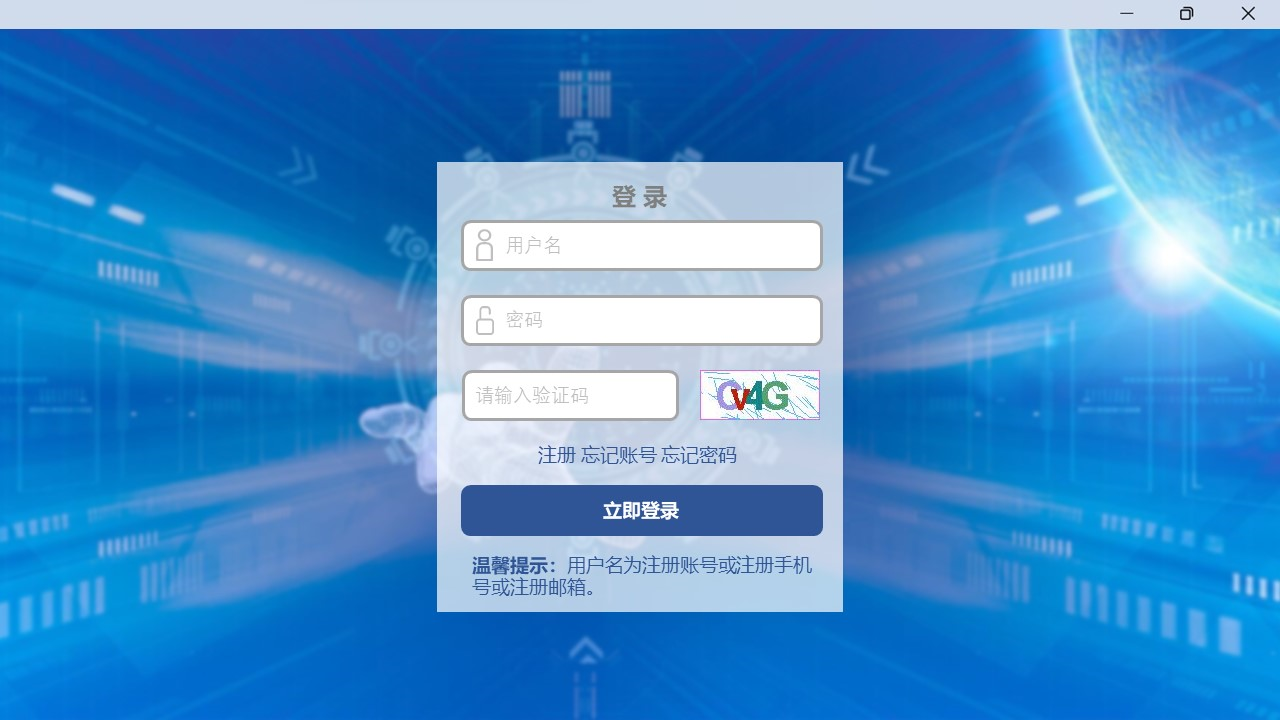 登 录
用户名
密码
请输入验证码
Cv4G
注册 忘记账号 忘记密码
立即登录
温馨提示：用户名为注册账号或注册手机
号或注册邮箱。